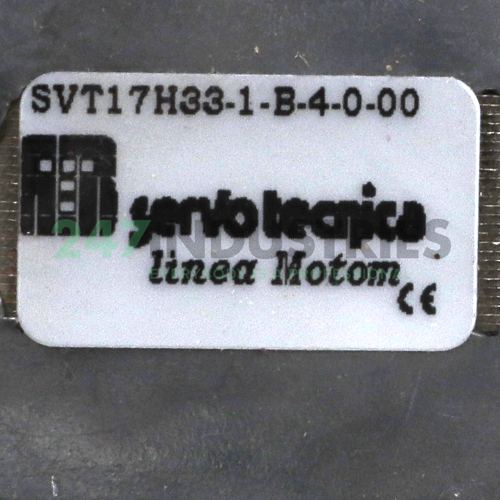 SVT17H33-1-B-4-0-00
servo tecnica
247INDUSTRIES
linea Motom
CE